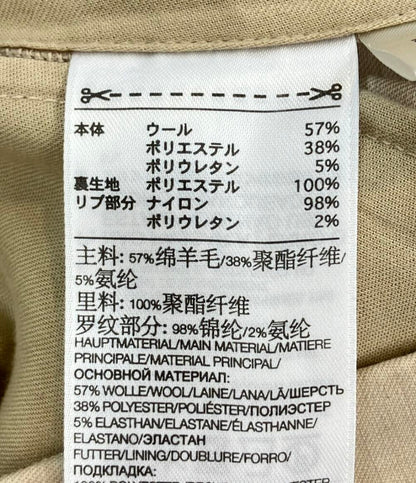 本体 ウール 57%
ポリエステル 38%
ポリウレタン 5%
裏生地 ポリエステル 100%
リブ部分 ナイロン 98%
ポリウレタン 2%
主料: 57%绵羊毛/38%聚酯纤维/
5%氨纶
里料: 100%聚酯纤维
罗纹部分: 98%锦纶/2%氨纶
HAUPTMATERIAL/MAIN MATERIAL/MATIERE
PRINCIPALE/MATERIAL PRINCIPAL/
ОСНОВНОЙ МАТЕРИАЛ
57% WOLLE/WOOL/LAINE/LANA/LÃ/ШЕРСТЬ
38% POLYESTER/POLIÉSTER/ПОЛИЭСТЕР
5% ELASTHAN/ELASTANE/ÉLASTHANNE/
ELASTANO/ЭЛАСТАН
FUTTER/LINING/DOUBLURE/FORRO/
ПОДКЛАДКА: